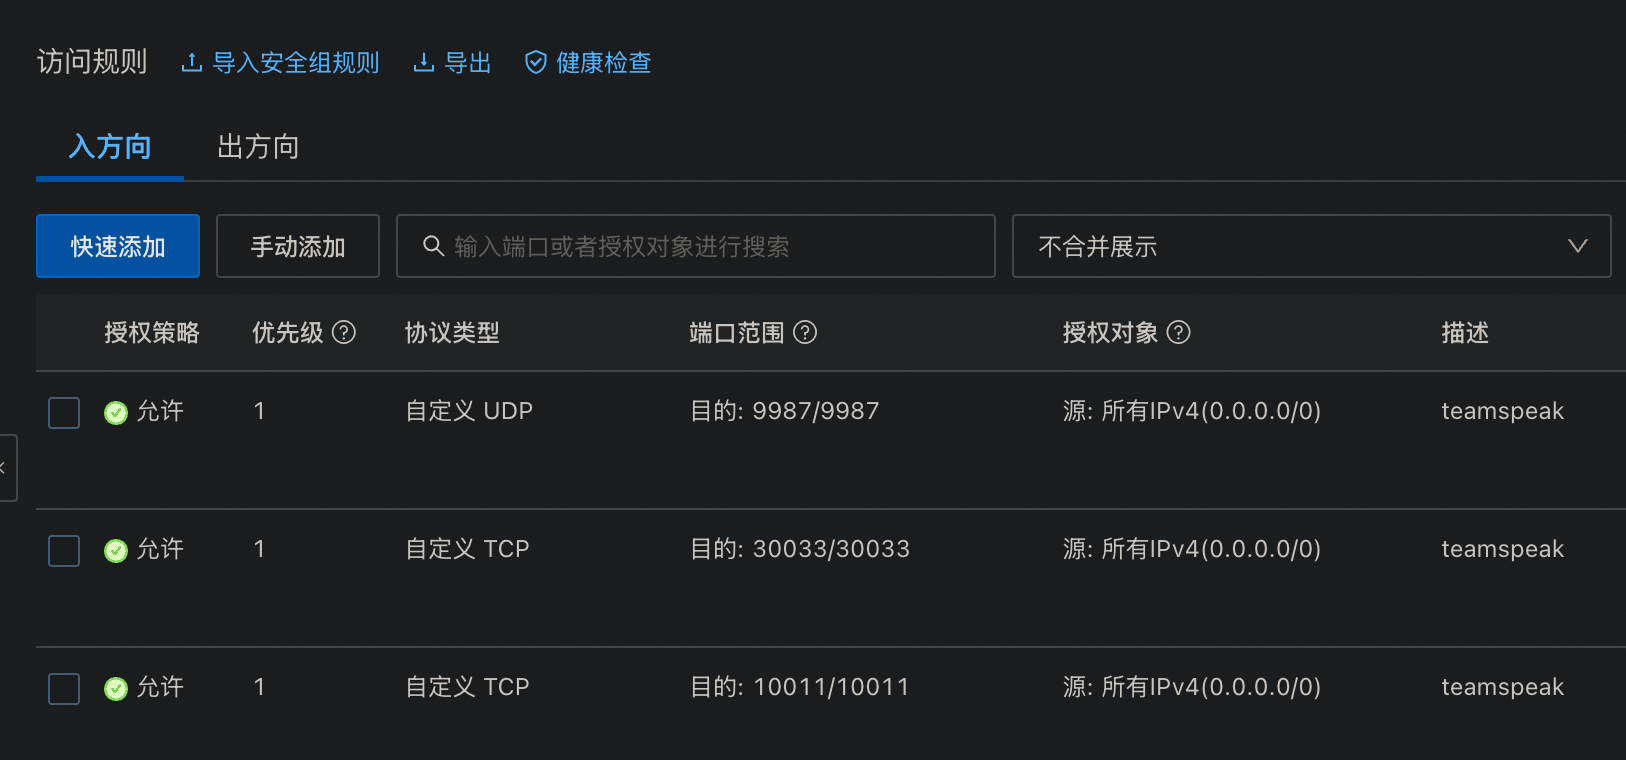 访问规则 导入安全组规则 导出 健康检查
入方向 出方向
快速添加 手动添加 输入端口或者授权对象进行搜索 不合并展示
授权策略 优先级 协议类型 端口范围 授权对象 描述
允许 1 自定义 UDP 目的: 9987/9987 源: 所有IPv4(0.0.0.0/0) teamspeak
允许 1 自定义 TCP 目的: 30033/30033 源: 所有IPv4(0.0.0.0/0) teamspeak
允许 1 自定义 TCP 目的: 10011/10011 源: 所有IPv4(0.0.0.0/0) teamspeak